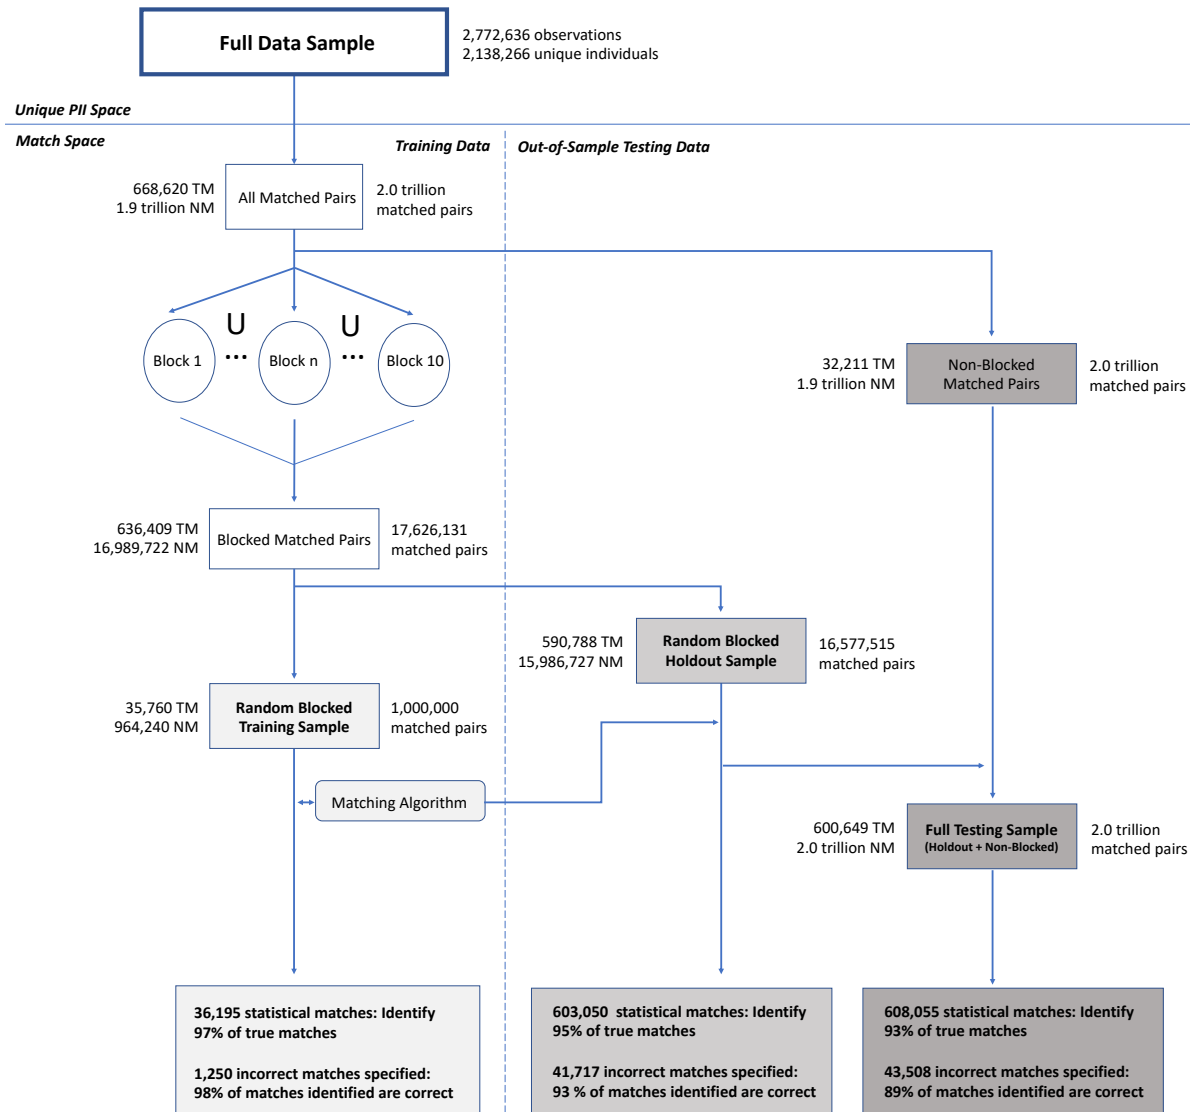 Full Data Sample
2,772,636 observations
2,138,266 unique individuals
Unique PII Space
Match Space
Training Data
Out-of-Sample Testing Data
668,620 TM
1.9 trillion NM
All Matched Pairs
2.0 trillion
matched pairs
U
U
Block 1
...
Block n
...
Block 10
32,211 TM
1.9 trillion NM
Non-Blocked
Matched Pairs
2.0 trillion
matched pairs
636,409 TM
16,989,722 NM
Blocked Matched Pairs
17,626,131
matched pairs
590,788 TM
15,986,727 NM
Random Blocked
Holdout Sample
16,577,515
matched pairs
35,760 TM
964,240 NM
Random Blocked
Training Sample
1,000,000
matched pairs
Matching Algorithm
600,649 TM
2.0 trillion NM
Full Testing Sample
(Holdout + Non-Blocked)
2.0 trillion
matched pairs
36,195 statistical matches: Identify
97% of true matches
1,250 incorrect matches specified:
98% of matches identified are correct
603,050 statistical matches: Identify
95% of true matches
41,717 incorrect matches specified:
93 % of matches identified are correct
608,055 statistical matches: Identify
93% of true matches
43,508 incorrect matches specified:
89% of matches identified are correct